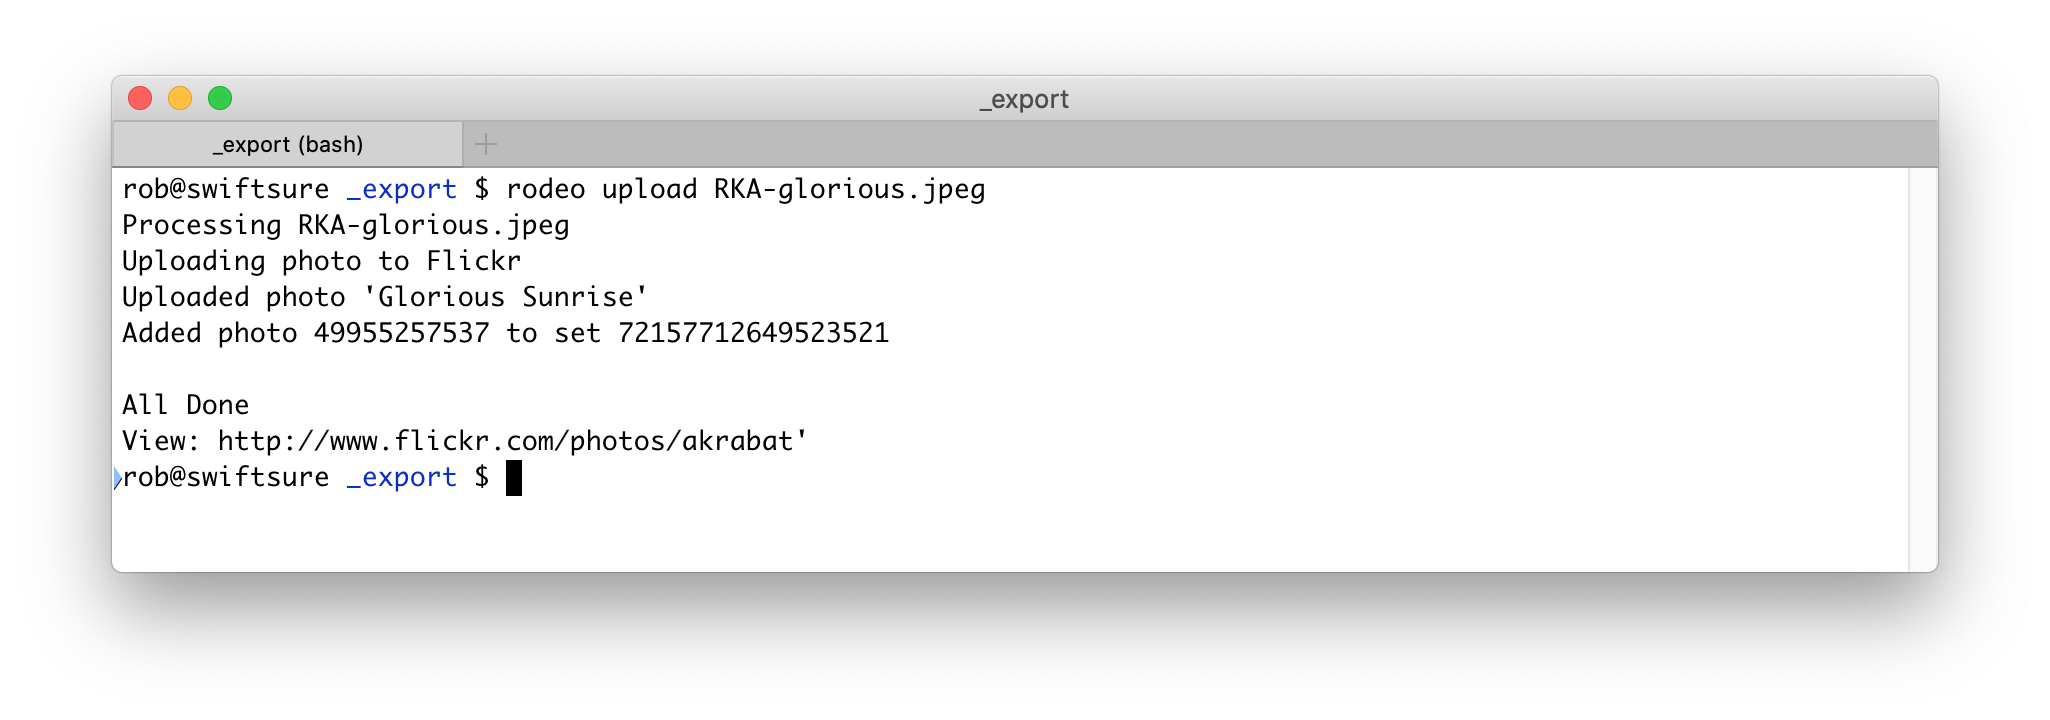 _export
_export (bash)
rob@swiftsure _export $ rodeo upload RKA-glorious.jpeg
Processing RKA-glorious.jpeg
Uploading photo to Flickr
Uploaded photo 'Glorious Sunrise'
Added photo 49955257537 to set 72157712649523521
All Done
View: http://www.flickr.com/photos/akrabat'
rob@swiftsure _export $